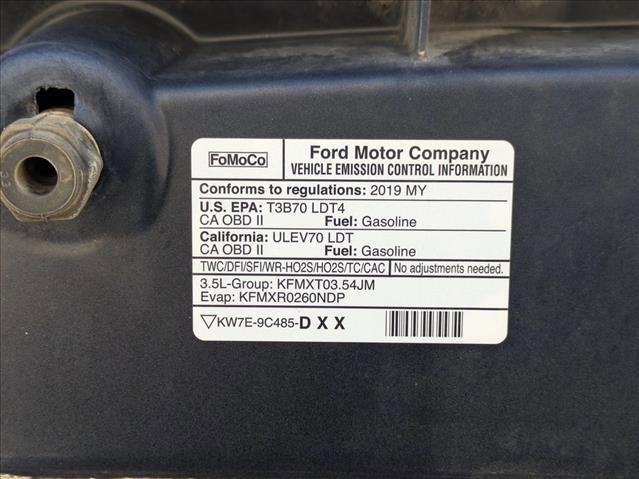 FoMoCo
Ford Motor Company
VEHICLE EMISSION CONTROL INFORMATION
Conforms to regulations: 2019 MY
U.S. EPA: T3B70 LDT4
CA OBD II Fuel: Gasoline
California: ULEV70 LDT
CA OBD II Fuel: Gasoline
TWC/DFI/SFI/WR-HO2S/HO2S/TC/CAC No adjustments needed.
3.5L-Group: KFMXT03.54JM
Evap: KFMXR0260NDP
▽KW7E-9C485-DXX
33